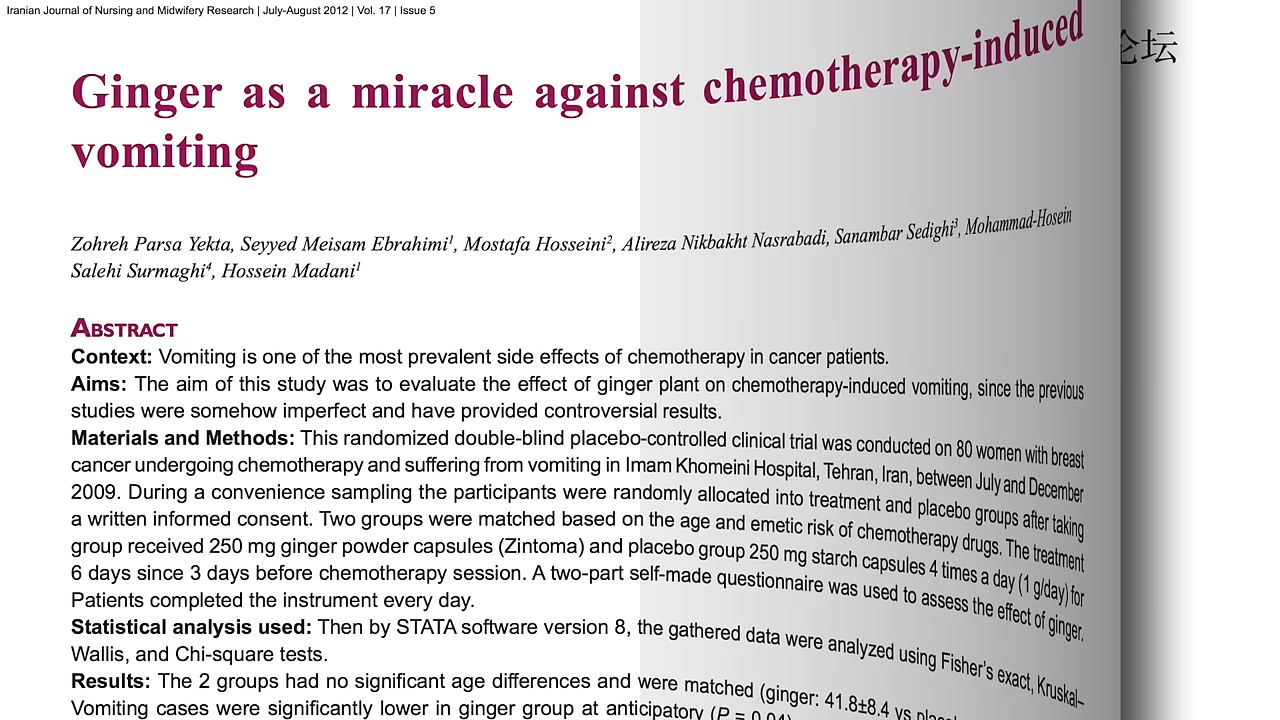 Iranian Journal of Nursing and Midwifery Research | July-August 2012 | Vol. 17 | Issue 5
论坛
Ginger as a miracle against chemotherapy-induced
vomiting
Zohreh Parsa Yekta, Seyyed Meisam Ebrahimi¹, Mostafa Hosseini², Alireza Nikbakht Nasrabadi, Sanambar Sedighi³, Mohammad-Hosein
Salehi Surmaghi⁴, Hossein Madani¹
ABSTRACT
Context: Vomiting is one of the most prevalent side effects of chemotherapy in cancer patients.
Aims: The aim of this study was to evaluate the effect of ginger plant on chemotherapy-induced vomiting, since the previous
studies were somehow imperfect and have provided controversial results.
Materials and Methods: This randomized double-blind placebo-controlled clinical trial was conducted on 80 women with breast
cancer undergoing chemotherapy and suffering from vomiting in Imam Khomeini Hospital, Tehran, Iran, between July and December
2009. During a convenience sampling the participants were randomly allocated into treatment and placebo groups after taking
a written informed consent. Two groups were matched based on the age and emetic risk of chemotherapy drugs. The treatment
group received 250 mg ginger powder capsules (Zintoma) and placebo group 250 mg starch capsules 4 times a day (1 g/day) for
6 days since 3 days before chemotherapy session. A two-part self-made questionnaire was used to assess the effect of ginger.
Patients completed the instrument every day.
Statistical analysis used: Then by STATA software version 8, the gathered data were analyzed using Fisher's exact, Kruskal–
Wallis, and Chi-square tests.
Results: The 2 groups had no significant age differences and were matched (ginger: 41.8±8.4 vs
Vomiting cases were significantly lower in ginger group at anticipatory (P = 0.04)